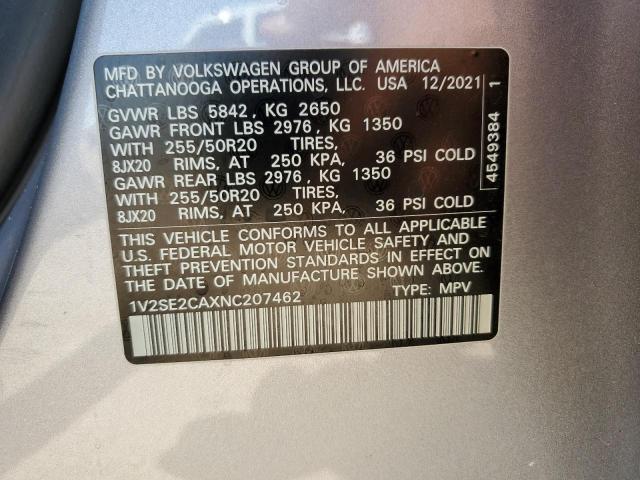 MFD BY VOLKSWAGEN GROUP OF AMERICA
CHATTANOOGA OPERATIONS, LLC. USA 12/2021
GVWR LBS 5842, KG 2650
GAWR FRONT LBS 2976, KG 1350
WITH 255/50R20 TIRES,
8JX20 RIMS, AT 250 KPA, 36 PSI COLD
GAWR REAR LBS 2976, KG 1350
WITH 255/50R20 TIRES,
8JX20 RIMS, AT 250 KPA, 36 PSI COLD
THIS VEHICLE CONFORMS TO ALL APPLICABLE
U.S. FEDERAL MOTOR VEHICLE SAFETY AND
THEFT PREVENTION STANDARDS IN EFFECT ON
THE DATE OF MANUFACTURE SHOWN ABOVE.
1V2SE2CAXNC207462 TYPE: MPV
4549384 1